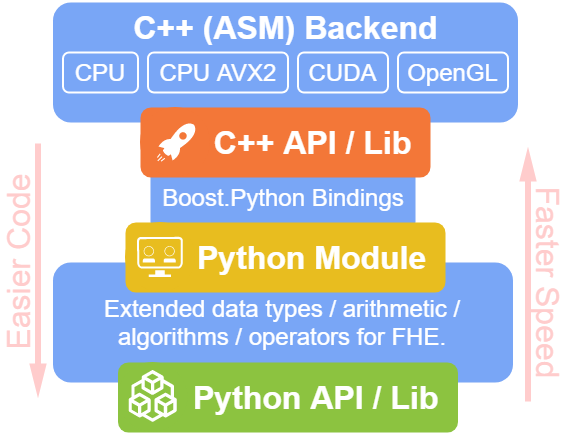 C++ (ASM) Backend
CPU
CPU AVX2
CUDA
OpenGL
C++ API / Lib
Boost.Python Bindings
Python Module
Extended data types / arithmetic /
algorithms / operators for FHE.
Python API / Lib
Easier Code
Faster Speed